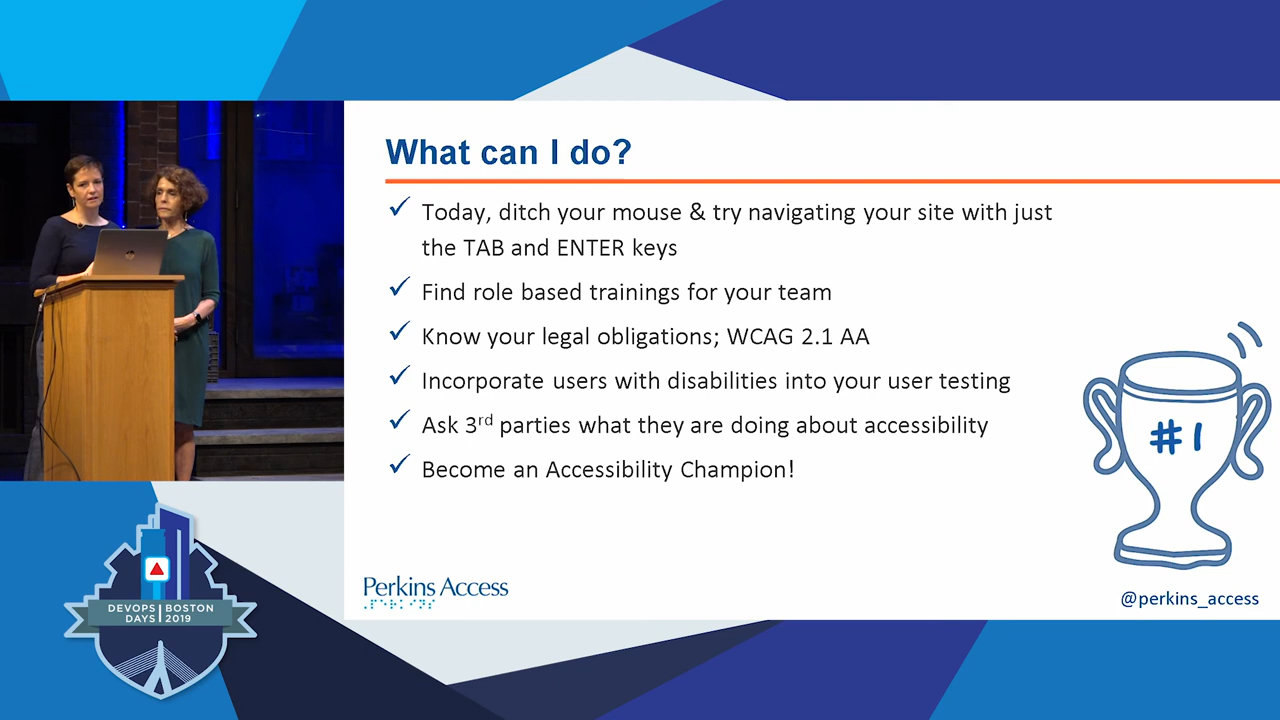 What can I do?
Today, ditch your mouse & try navigating your site with just
the TAB and ENTER keys
Find role based trainings for your team
Know your legal obligations; WCAG 2.1 AA
Incorporate users with disabilities into your user testing
Ask 3rd parties what they are doing about accessibility
Become an Accessibility Champion!
#1
Perkins Access
@perkins_access
DEVOPS BOSTON
DAYS 2019